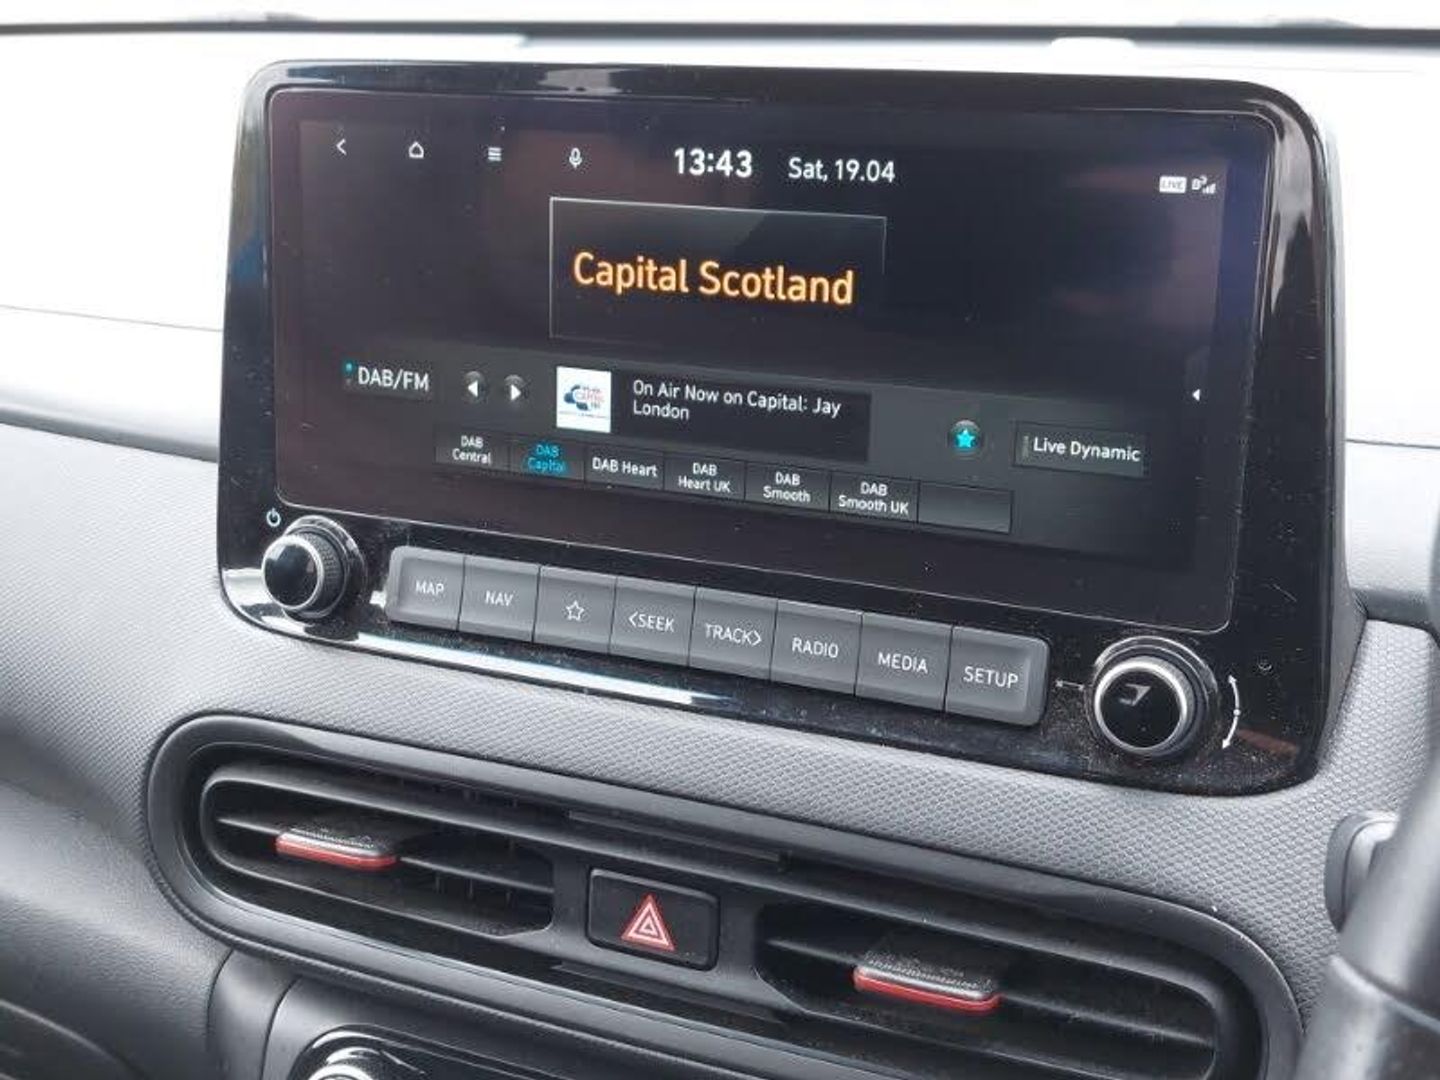 13:43 Sat, 19.04
LIVE
Capital Scotland
DAB/FM
On Air Now on Capital: Jay
London
Live Dynamic
DAB
Central
DAB
Capital
DAB Heart
DAB
Heart UK
DAB
Smooth
DAB
Smooth UK
MAP
NAV
<SEEK
TRACK>
RADIO
MEDIA
SETUP